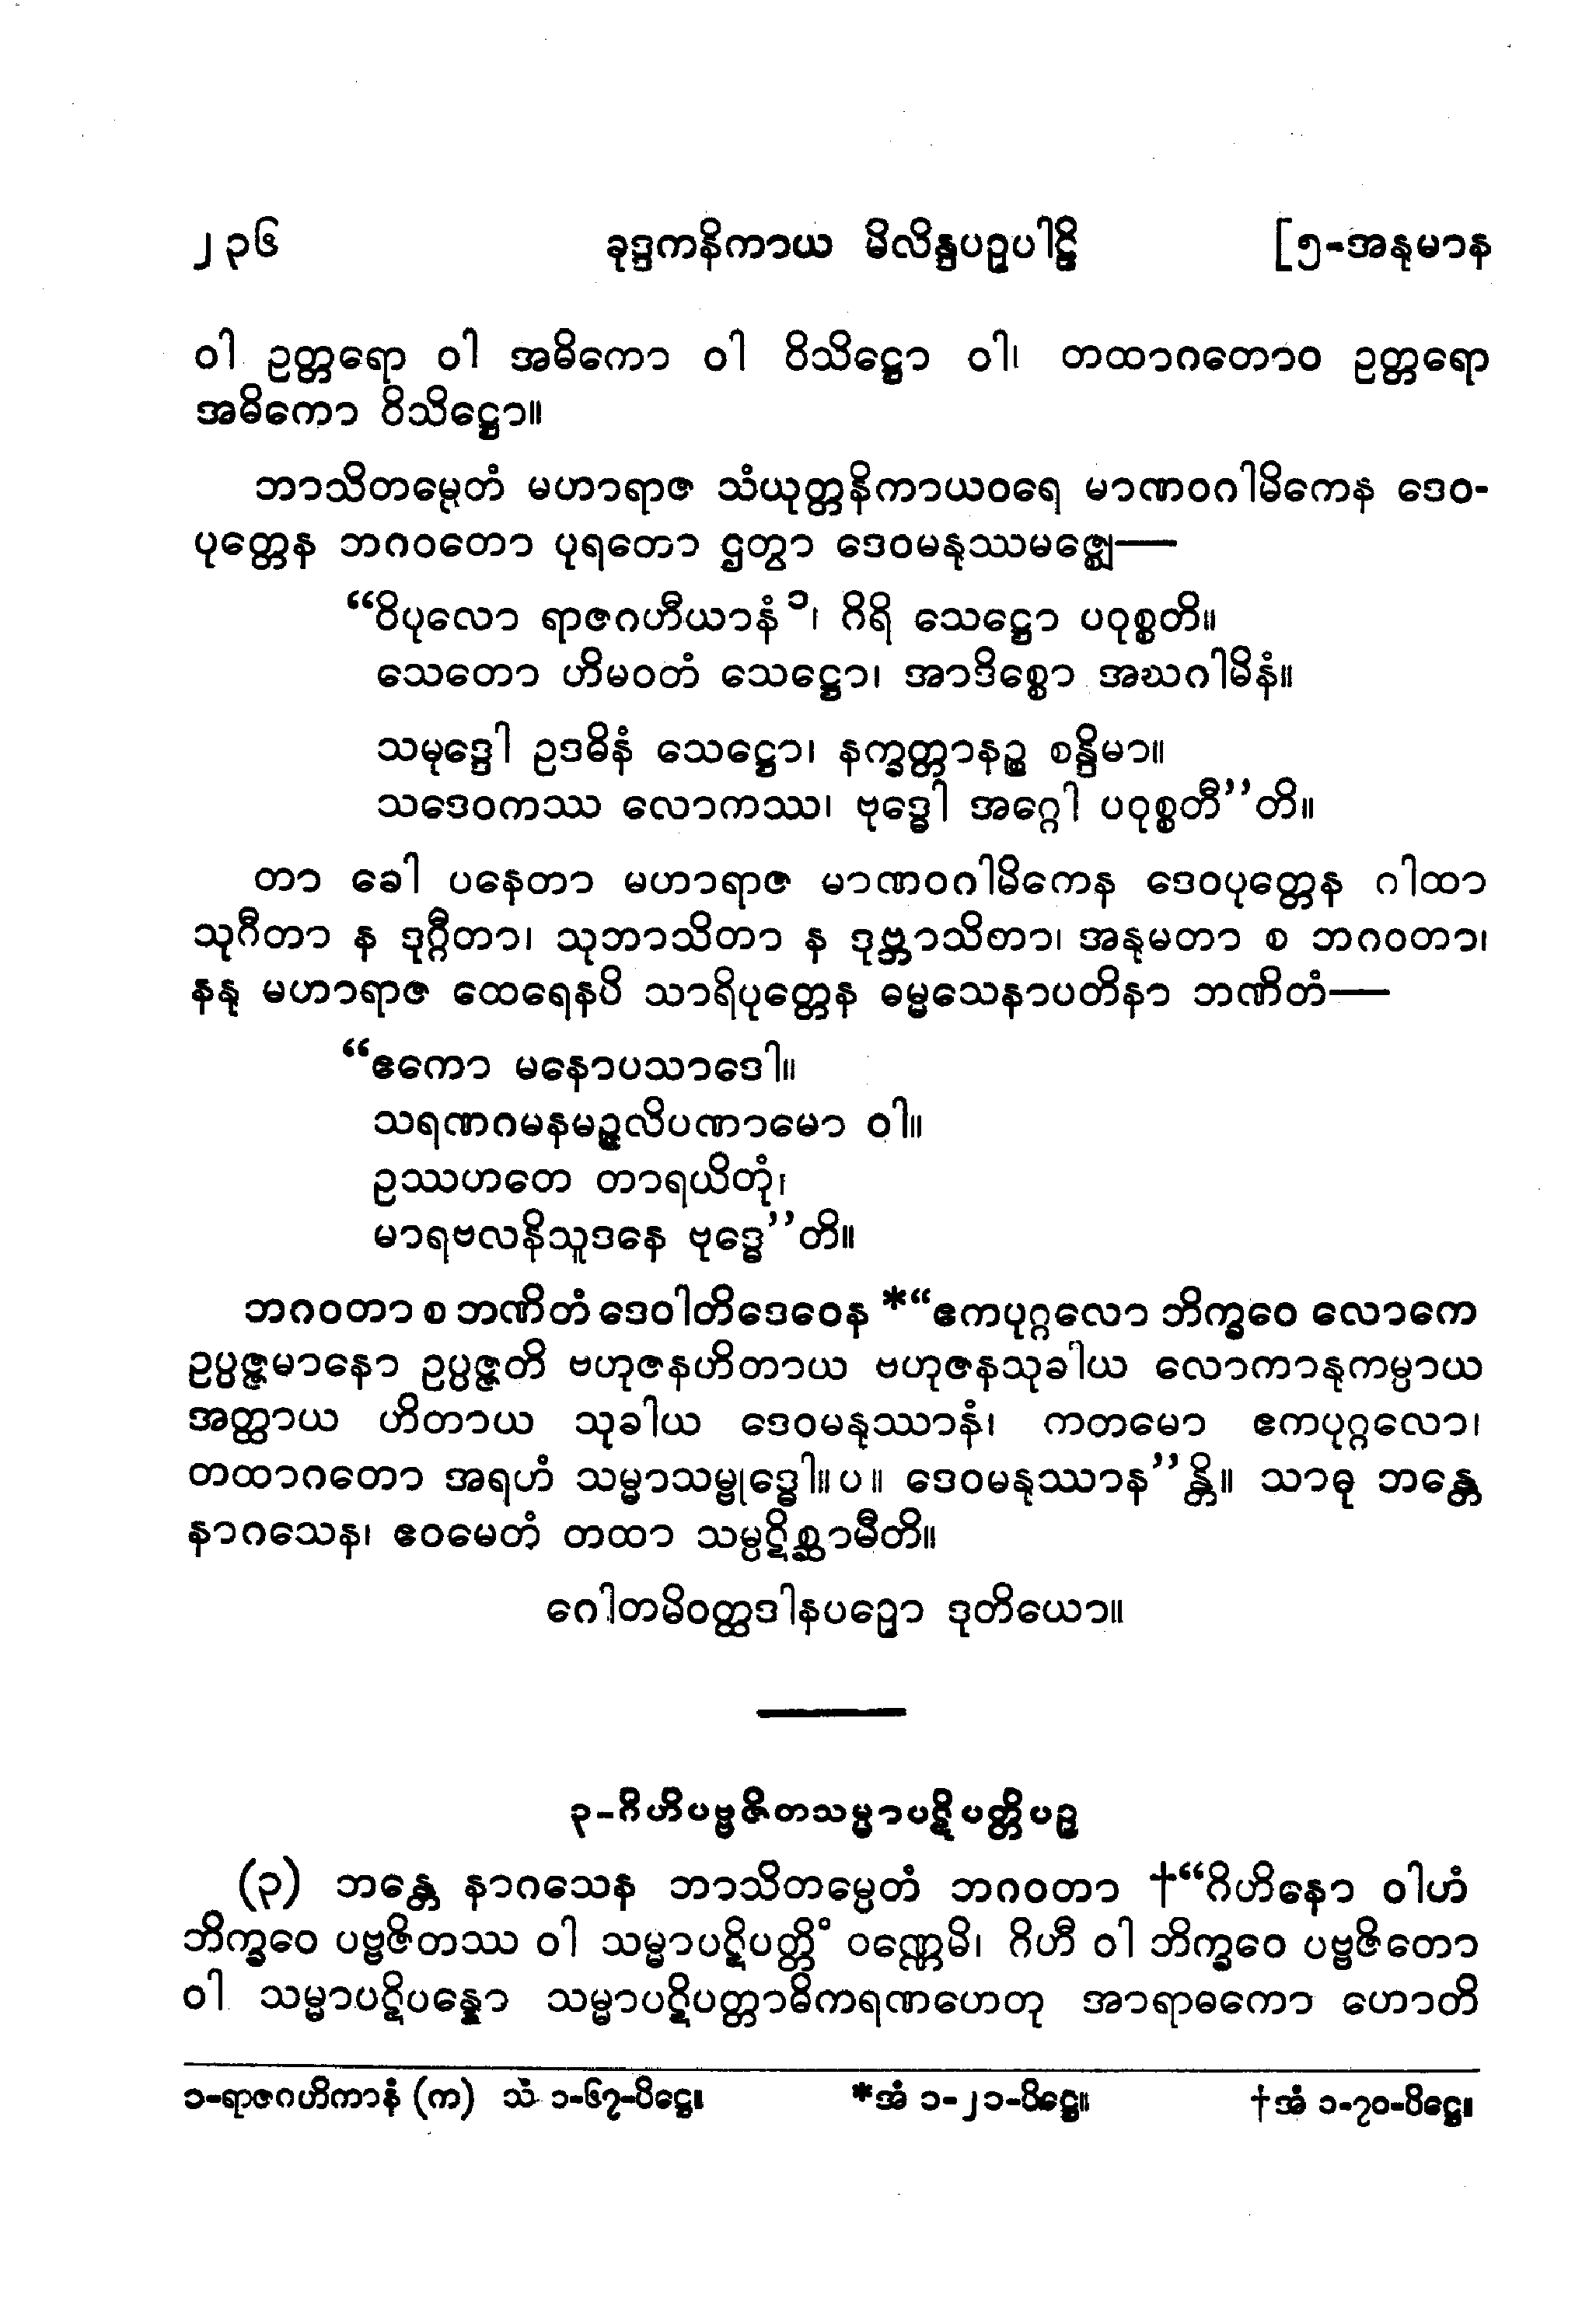 ၂၃၆ ခုဒ္ဒကနိကာယ မိလိန္ဒပဉှပါဠိ [၅-အနုမာန
ဝါ ဥတ္တရော ဝါ အဓိကော ဝါ ဝိသိဋ္ဌော ဝါ၊ တထာဂတောဝ ဥတ္တရော
အဓိကော ဝိသိဋ္ဌော။
ဘာသိတမ္ပေတံ မဟာရာဇ သံယုတ္တနိကာယဝရေ မာဏဝဂါမိကေန ဒေဝ-
ပုတ္တေန ဘဂဝတော ပုရတော ဌတွာ ဒေဝမနုဿမဇ္ဈေ—
“ဝိပုလော ရာဇဂဟီယာနံ ၁၊ ဂိရိ သေဋ္ဌော ပဝုစ္စတိ။
သေတော ဟိမဝတံ သေဋ္ဌော၊ အာဒိစ္စော အဃဂါမိနံ။
သမုဒ္ဒေါ ဥဒဓိနံ သေဋ္ဌော၊ နက္ခတ္တာနဉ္စ စန္ဒိမာ။
သဒေဝကဿ လောကဿ၊ ဗုဒ္ဓေါ အဂ္ဂေါ ပဝုစ္စတီ”တိ။
တာ ခေါ ပနေတာ မဟာရာဇ မာဏဝဂါမိကေန ဒေဝပုတ္တေန ဂါထာ
သုဂီတာ န ဒုဂ္ဂီတာ၊ သုဘာသိတာ န ဒုဗ္ဘာသိတာ၊ အနုမတာ စ ဘဂဝတာ၊
နနု မဟာရာဇ ထေရေနပိ သာရိပုတ္တေန ဓမ္မသေနာပတိနာ ဘဏိတံ—
“ဧကော မနောပသာဒေါ။
သရဏဂမနမဉ္ဇလိပဏာမော ဝါ။
ဥဿဟတေ တာရယိတုံ၊
မာရဗလနိသူဒနေ ဗုဒ္ဓေ”တိ။
ဘဂဝတာ စ ဘဏိတံ ဒေဝါတိဒေဝေန *“ဧကပုဂ္ဂလော ဘိက္ခဝေ လောကေ
ဥပ္ပဇ္ဇမာနော ဥပ္ပဇ္ဇတိ ဗဟုဇနဟိတာယ ဗဟုဇနသုခါယ လောကာနုကမ္ပာယ
အတ္ထာယ ဟိတာယ သုခါယ ဒေဝမနုဿာနံ၊ ကတမော ဧကပုဂ္ဂလော၊
တထာဂတော အရဟံ သမ္မာသမ္ဗုဒ္ဓေါ။ ပ ။ ဒေဝမနုဿာန”န္တိ။ သာဓု ဘန္တေ
နာဂသေန၊ ဧဝမေတံ တထာ သမ္ပဋိစ္ဆာမီတိ။
ဂေါတမိဝတ္ထဒါနပဉှော ဒုတိယော။
၃-ဂိဟိပဗ္ဗဇိတသမ္မာပဋိပတ္တိပဉှ
(၃) ဘန္တေ နာဂသေန ဘာသိတမ္ပေတံ ဘဂဝတာ †“ဂိဟိနော ဝါဟံ
ဘိက္ခဝေ ပဗ္ဗဇိတဿ ဝါ သမ္မာပဋိပတ္တိံ ဝဏ္ဏေမိ၊ ဂိဟီ ဝါ ဘိက္ခဝေ ပဗ္ဗဇိတော
ဝါ သမ္မာပဋိပန္နော သမ္မာပဋိပတ္တာဓိကရဏဟေတု အာရာဓကော ဟောတိ
၁-ရာဇဂဟိကာနံ (က) သံ ၁-၆၇-ပိဋ္ဌေ။ *အံ ၁-၂၁-ပိဋ္ဌေ။ †အံ ၁-၇၀-ပိဋ္ဌေ။